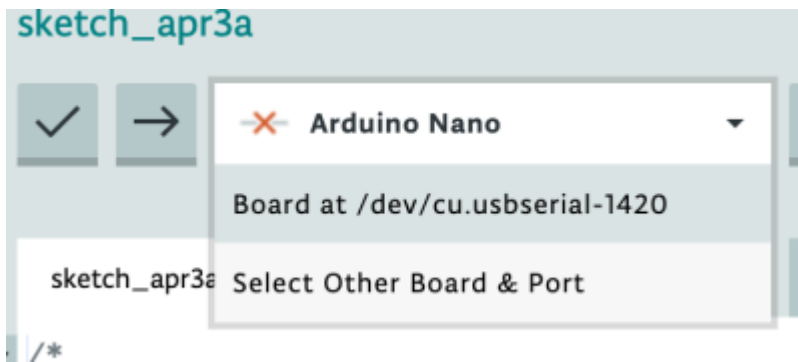 sketch_apr3a
Arduino Nano
Board at /dev/cu.usbserial-1420
sketch_apr3a
Select Other Board & Port
/*